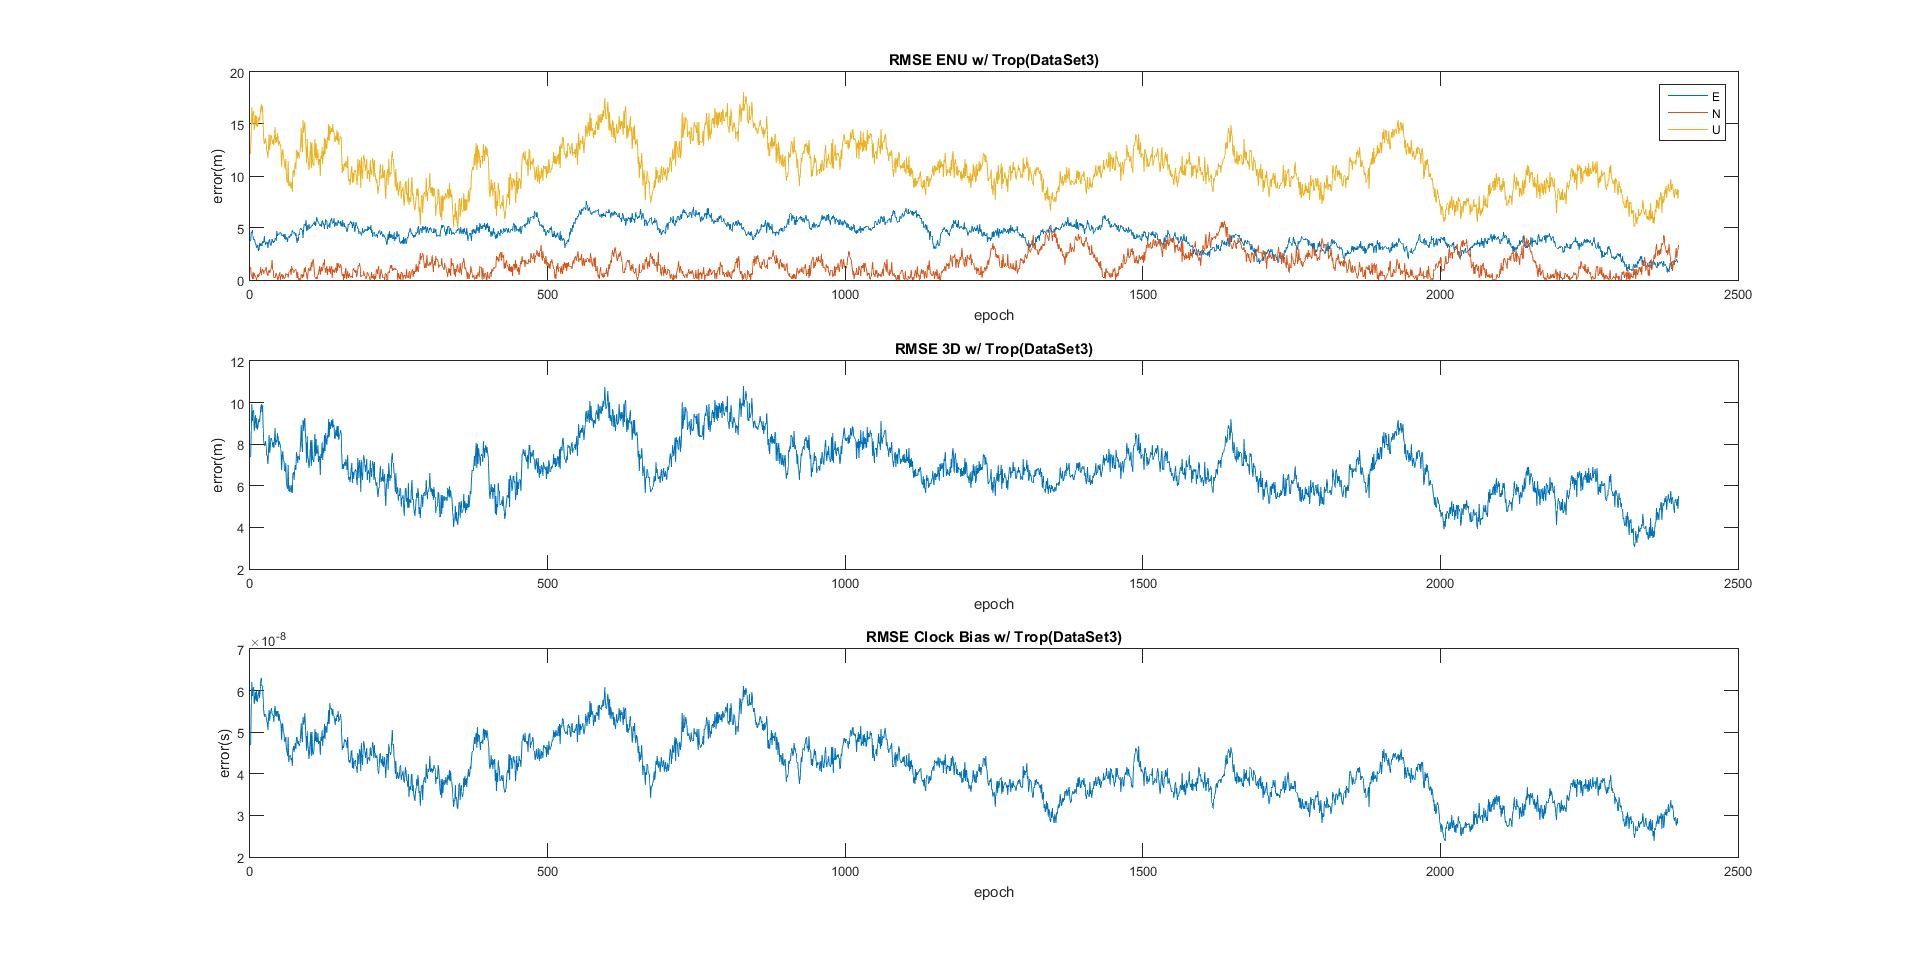 RMSE ENU w/ Trop(DataSet3)
20
15
10
5
0
error(m)
E
N
U
0 500 1000 1500 2000 2500
epoch
RMSE 3D w/ Trop(DataSet3)
12
10
8
6
4
2
error(m)
0 500 1000 1500 2000 2500
epoch
RMSE Clock Bias w/ Trop(DataSet3)
×10-8
7
6
5
4
3
2
error(s)
0 500 1000 1500 2000 2500
epoch